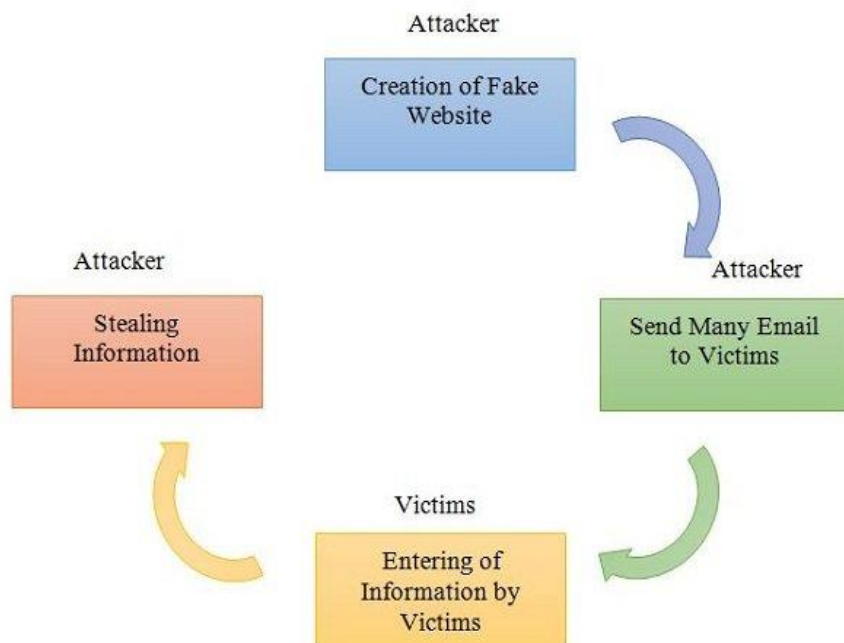 Attacker
Creation of Fake
Website
Attacker
Send Many Email
to Victims
Victims
Entering of
Information by
Victims
Attacker
Stealing
Information